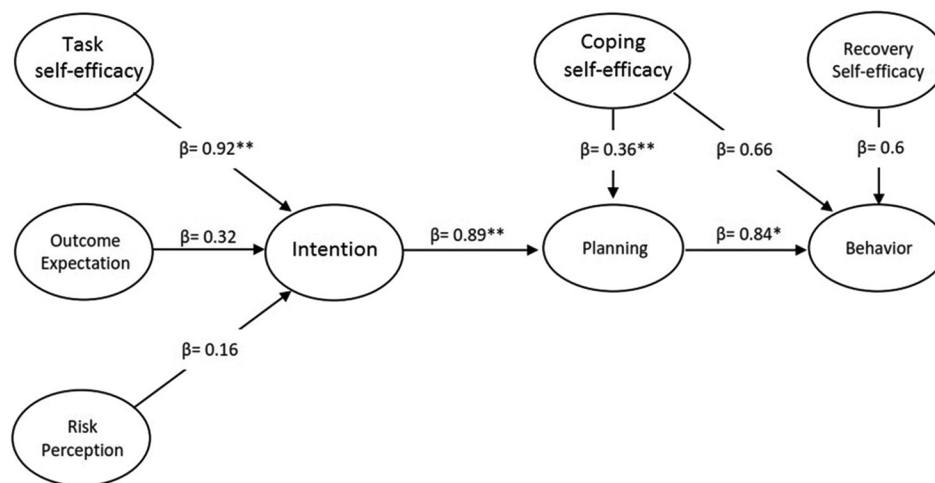 Task
self-efficacy
Coping
self-efficacy
Recovery
Self-efficacy
β= 0.92**
β= 0.36**
β= 0.66
β= 0.6
Outcome
Expectation
β= 0.32
Intention
β= 0.89**
Planning
β= 0.84*
Behavior
β= 0.16
Risk
Perception